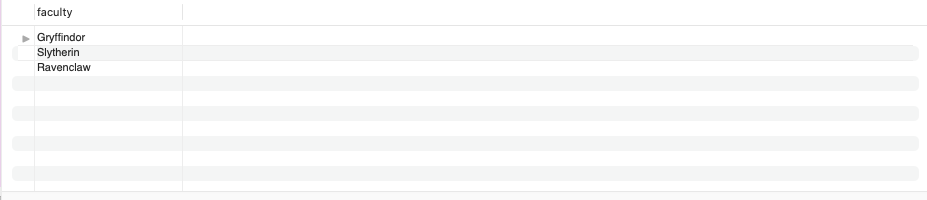 faculty
Gryffindor
Slytherin
Ravenclaw